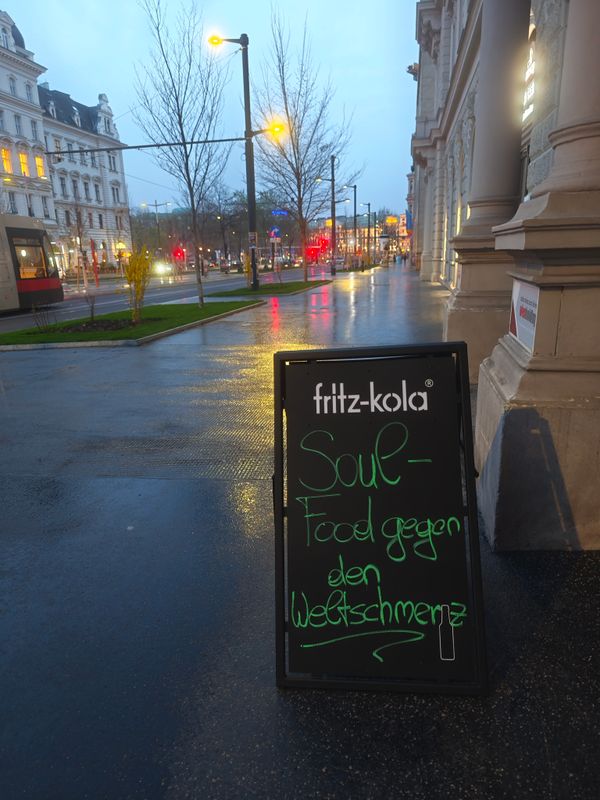 fritz-kola®
Soul-
Food gegen
den
Weltschmerz